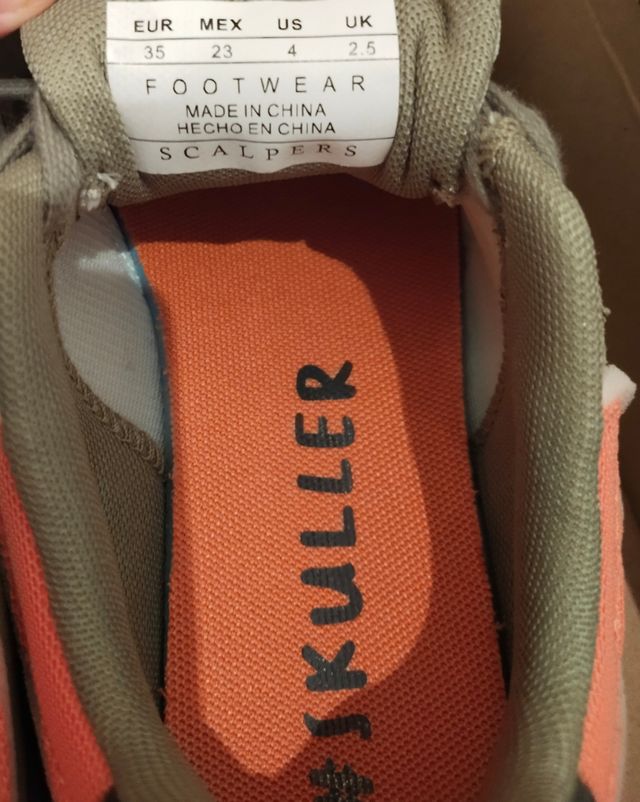 EUR MEX US UK
35 23 4 2.5
FOOTWEAR
MADE IN CHINA
HECHO EN CHINA
SCALPERS
#SKULLER